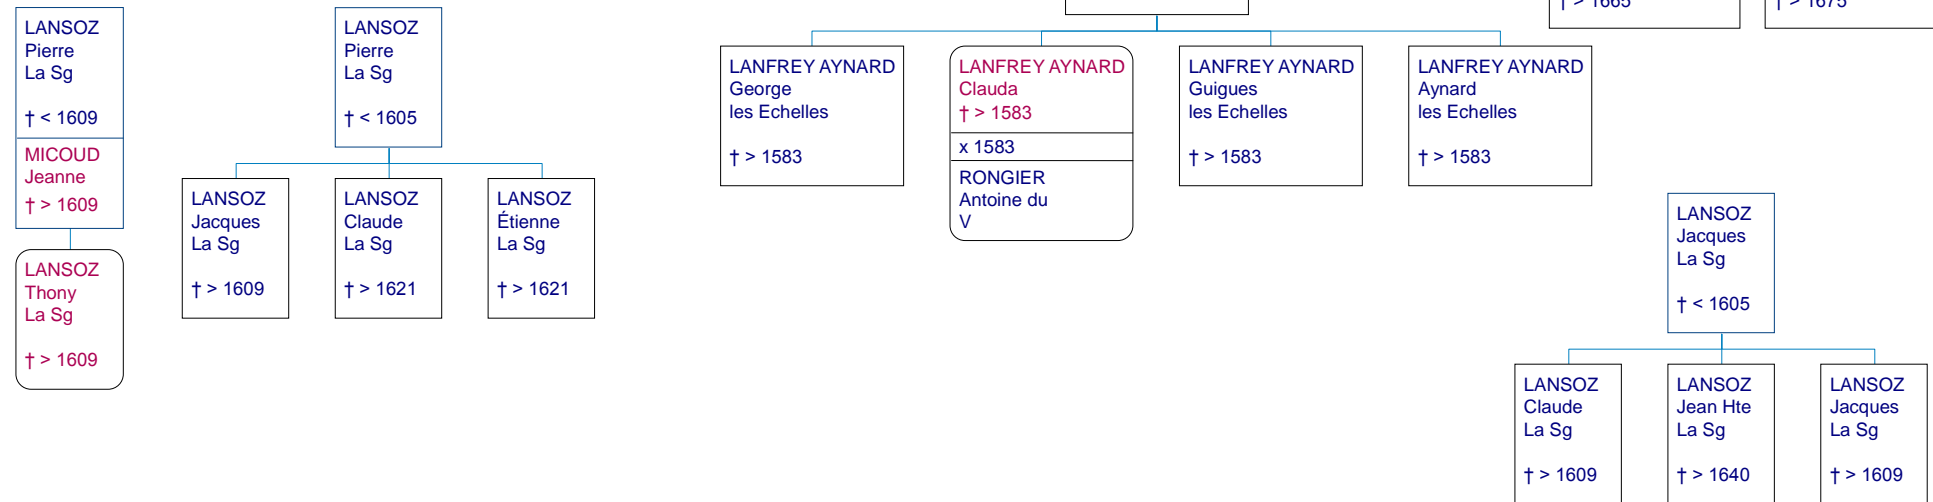 † > 1665
† > 1675
LANSOZ
Pierre
La Sg
† < 1609
MICOUD
Jeanne
† > 1609
LANSOZ
Thony
La Sg
† > 1609
LANSOZ
Pierre
La Sg
† < 1605
LANSOZ
Jacques
La Sg
† > 1609
LANSOZ
Claude
La Sg
† > 1621
LANSOZ
Étienne
La Sg
† > 1621
LANFREY AYNARD
George
les Echelles
† > 1583
LANFREY AYNARD
Clauda
† > 1583
x 1583
RONGIER
Antoine du
V
LANFREY AYNARD
Guigues
les Echelles
† > 1583
LANFREY AYNARD
Aynard
les Echelles
† > 1583
LANSOZ
Jacques
La Sg
† < 1605
LANSOZ
Claude
La Sg
† > 1609
LANSOZ
Jean Hte
La Sg
† > 1640
LANSOZ
Jacques
La Sg
† > 1609